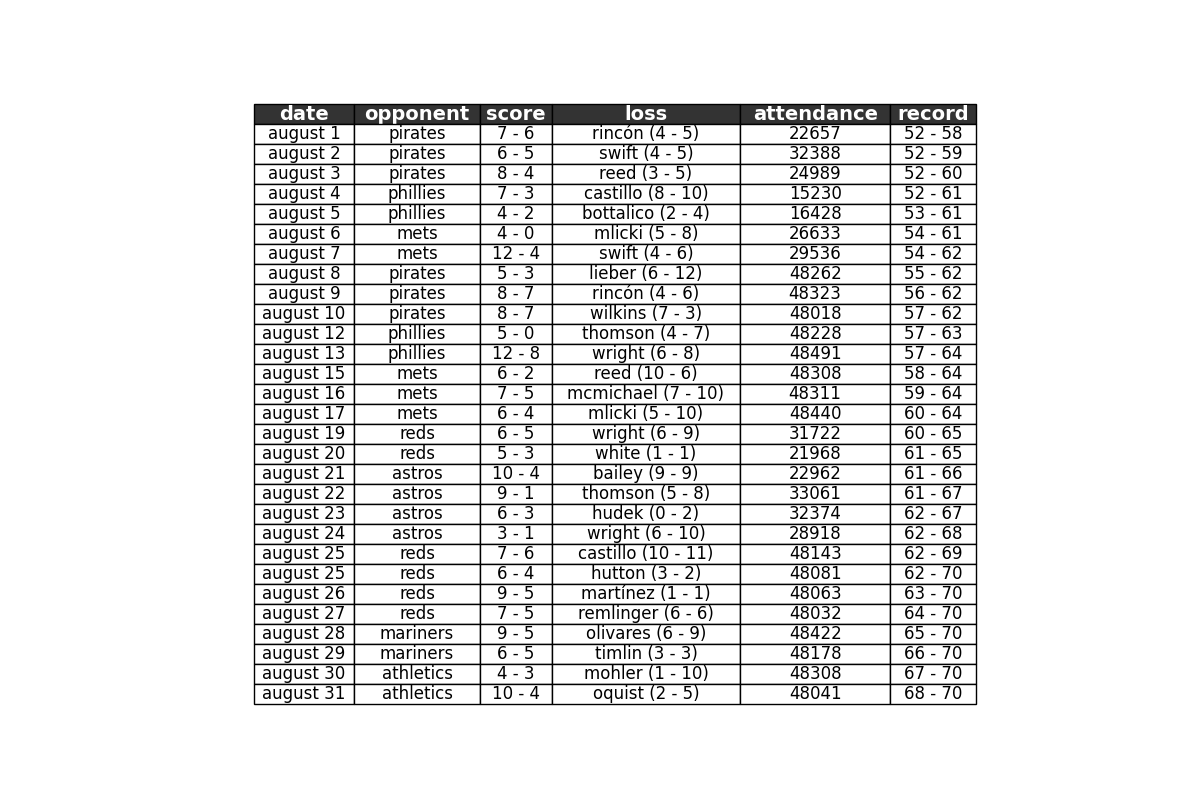 date opponent score loss attendance record
august 1 pirates 7 - 6 rincón (4 - 5) 22657 52 - 58
august 2 pirates 6 - 5 swift (4 - 5) 32388 52 - 59
august 3 pirates 8 - 4 reed (3 - 5) 24989 52 - 60
august 4 phillies 7 - 3 castillo (8 - 10) 15230 52 - 61
august 5 phillies 4 - 2 bottalico (2 - 4) 16428 53 - 61
august 6 mets 4 - 0 mlicki (5 - 8) 26633 54 - 61
august 7 mets 12 - 4 swift (4 - 6) 29536 54 - 62
august 8 pirates 5 - 3 lieber (6 - 12) 48262 55 - 62
august 9 pirates 8 - 7 rincón (4 - 6) 48323 56 - 62
august 10 pirates 8 - 7 wilkins (7 - 3) 48018 57 - 62
august 12 phillies 5 - 0 thomson (4 - 7) 48228 57 - 63
august 13 phillies 12 - 8 wright (6 - 8) 48491 57 - 64
august 15 mets 6 - 2 reed (10 - 6) 48308 58 - 64
august 16 mets 7 - 5 mcmichael (7 - 10) 48311 59 - 64
august 17 mets 6 - 4 mlicki (5 - 10) 48440 60 - 64
august 19 reds 6 - 5 wright (6 - 9) 31722 60 - 65
august 20 reds 5 - 3 white (1 - 1) 21968 61 - 65
august 21 astros 10 - 4 bailey (9 - 9) 22962 61 - 66
august 22 astros 9 - 1 thomson (5 - 8) 33061 61 - 67
august 23 astros 6 - 3 hudek (0 - 2) 32374 62 - 67
august 24 astros 3 - 1 wright (6 - 10) 28918 62 - 68
august 25 reds 7 - 6 castillo (10 - 11) 48143 62 - 69
august 25 reds 6 - 4 hutton (3 - 2) 48081 62 - 70
august 26 reds 9 - 5 martínez (1 - 1) 48063 63 - 70
august 27 reds 7 - 5 remlinger (6 - 6) 48032 64 - 70
august 28 mariners 9 - 5 olivares (6 - 9) 48422 65 - 70
august 29 mariners 6 - 5 timlin (3 - 3) 48178 66 - 70
august 30 athletics 4 - 3 mohler (1 - 10) 48308 67 - 70
august 31 athletics 10 - 4 oquist (2 - 5) 48041 68 - 70